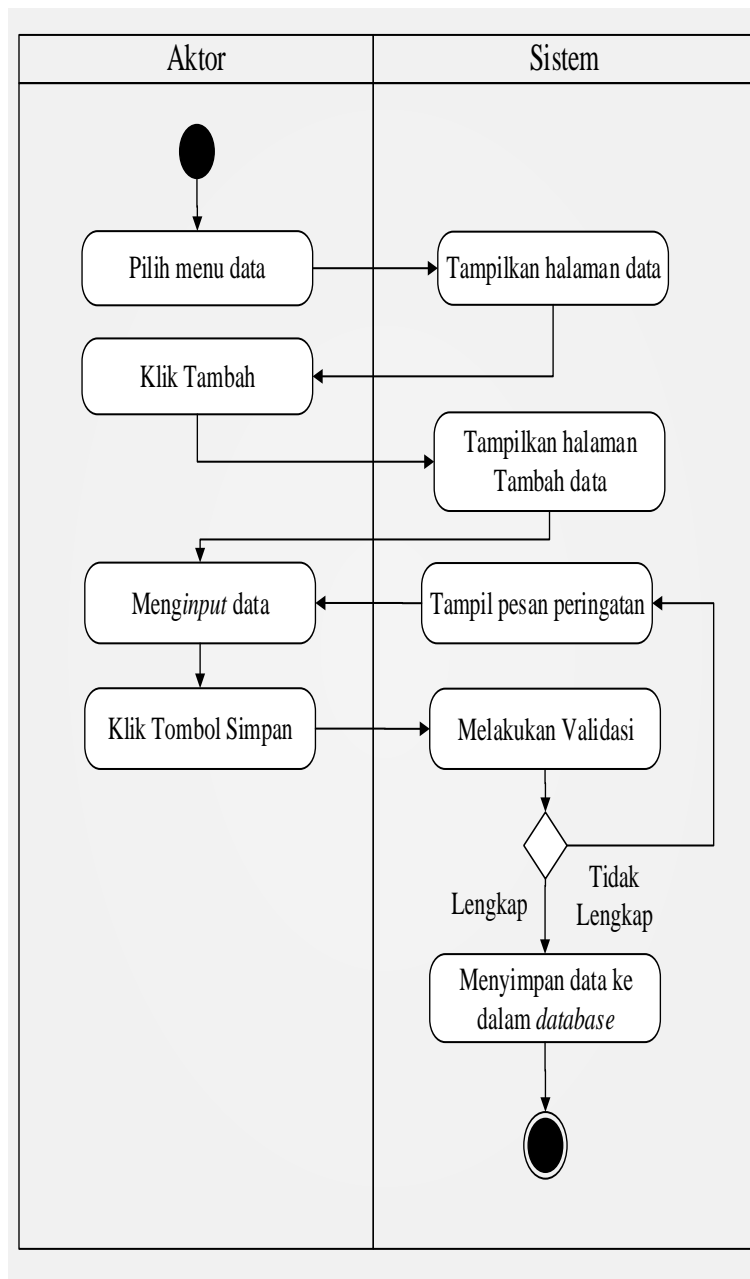 Aktor
Sistem
Pilih menu data
Tampilkan halaman data
Klik Tambah
Tampilkan halaman
Tambah data
Menginput data
Tampil pesan peringatan
Klik Tombol Simpan
Melakukan Validasi
Lengkap
Tidak
Lengkap
Menyimpan data ke
dalam database